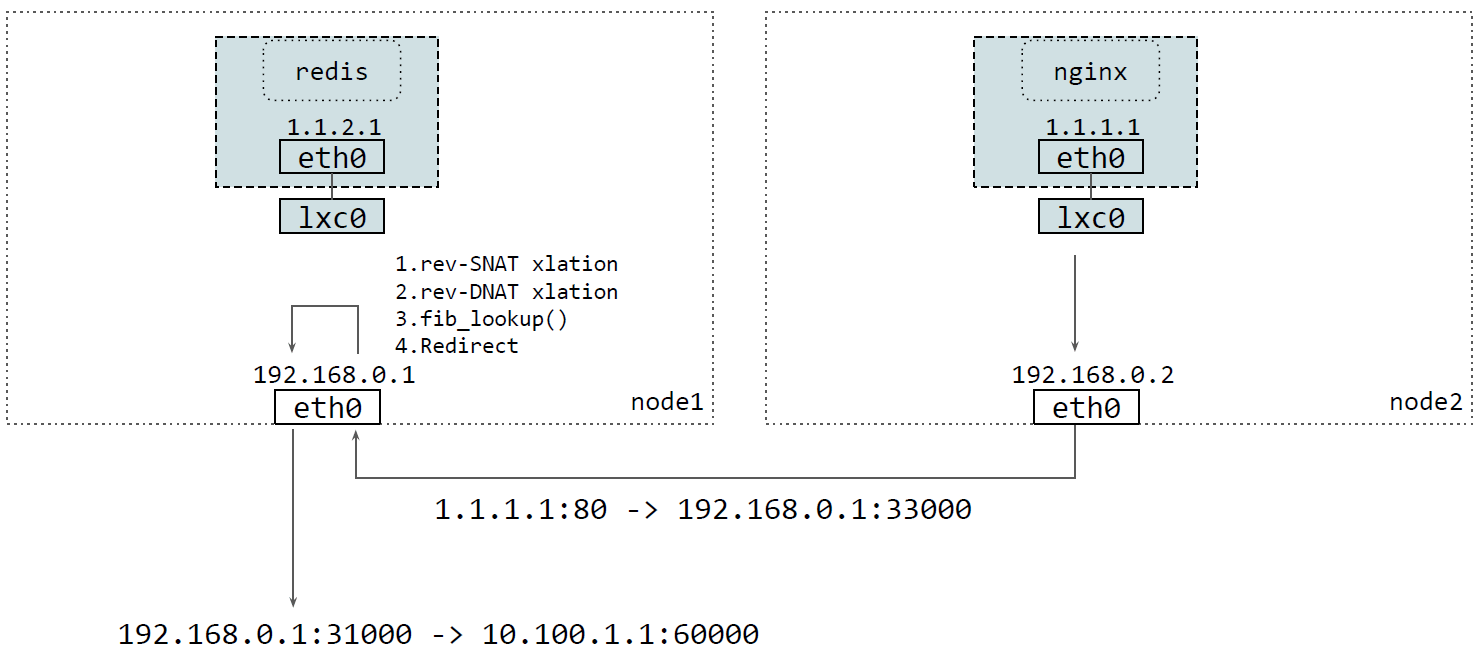 redis
1.1.2.1
eth0
lxc0
1.rev-SNAT xlation
2.rev-DNAT xlation
3.fib_lookup()
4.Redirect
192.168.0.1
eth0
node1
nginx
1.1.1.1
eth0
lxc0
192.168.0.2
eth0
node2
1.1.1.1:80 -> 192.168.0.1:33000
192.168.0.1:31000 -> 10.100.1.1:60000